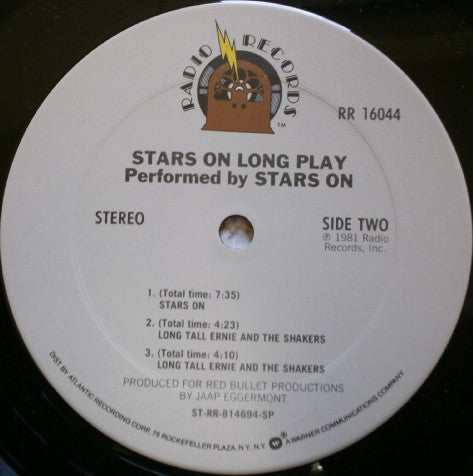 RADIO RECORDS
TM
RR 16044
STARS ON LONG PLAY
Performed by STARS ON
STEREO
SIDE TWO
℗ 1981 Radio
Records, Inc.
1. (Total time: 7:35)
STARS ON
2. (Total time: 4:23)
LONG TALL ERNIE AND THE SHAKERS
3. (Total time: 4:10)
LONG TALL ERNIE AND THE SHAKERS
PRODUCED FOR RED BULLET PRODUCTIONS
BY JAAP EGGERMONT
ST-RR-814694-SP
DIST BY ATLANTIC RECORDING CORP. 75 ROCKEFELLER PLAZA, N.Y. N.Y. W ® A WARNER COMMUNICATIONS COMPANY